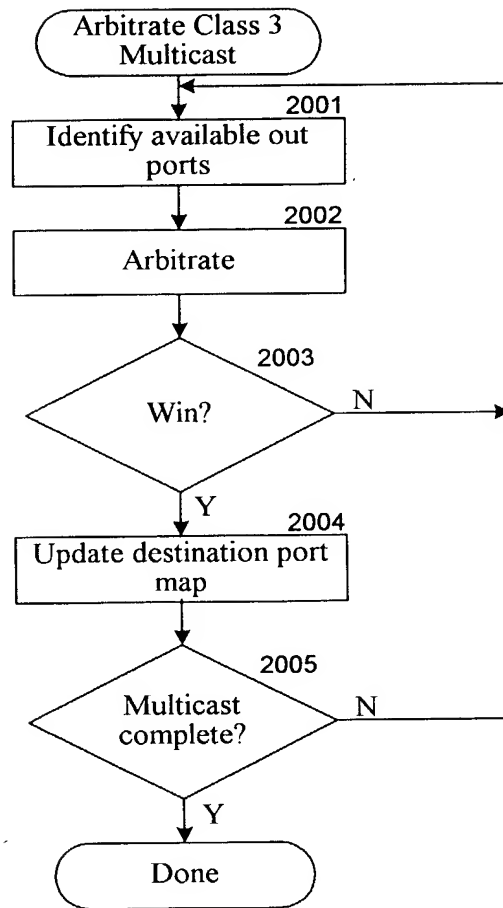 Arbitrate Class 3
Multicast
2001
Identify available out
ports
2002
Arbitrate
2003
Win?
N
Y
2004
Update destination port
map
2005
Multicast
complete?
N
Y
Done